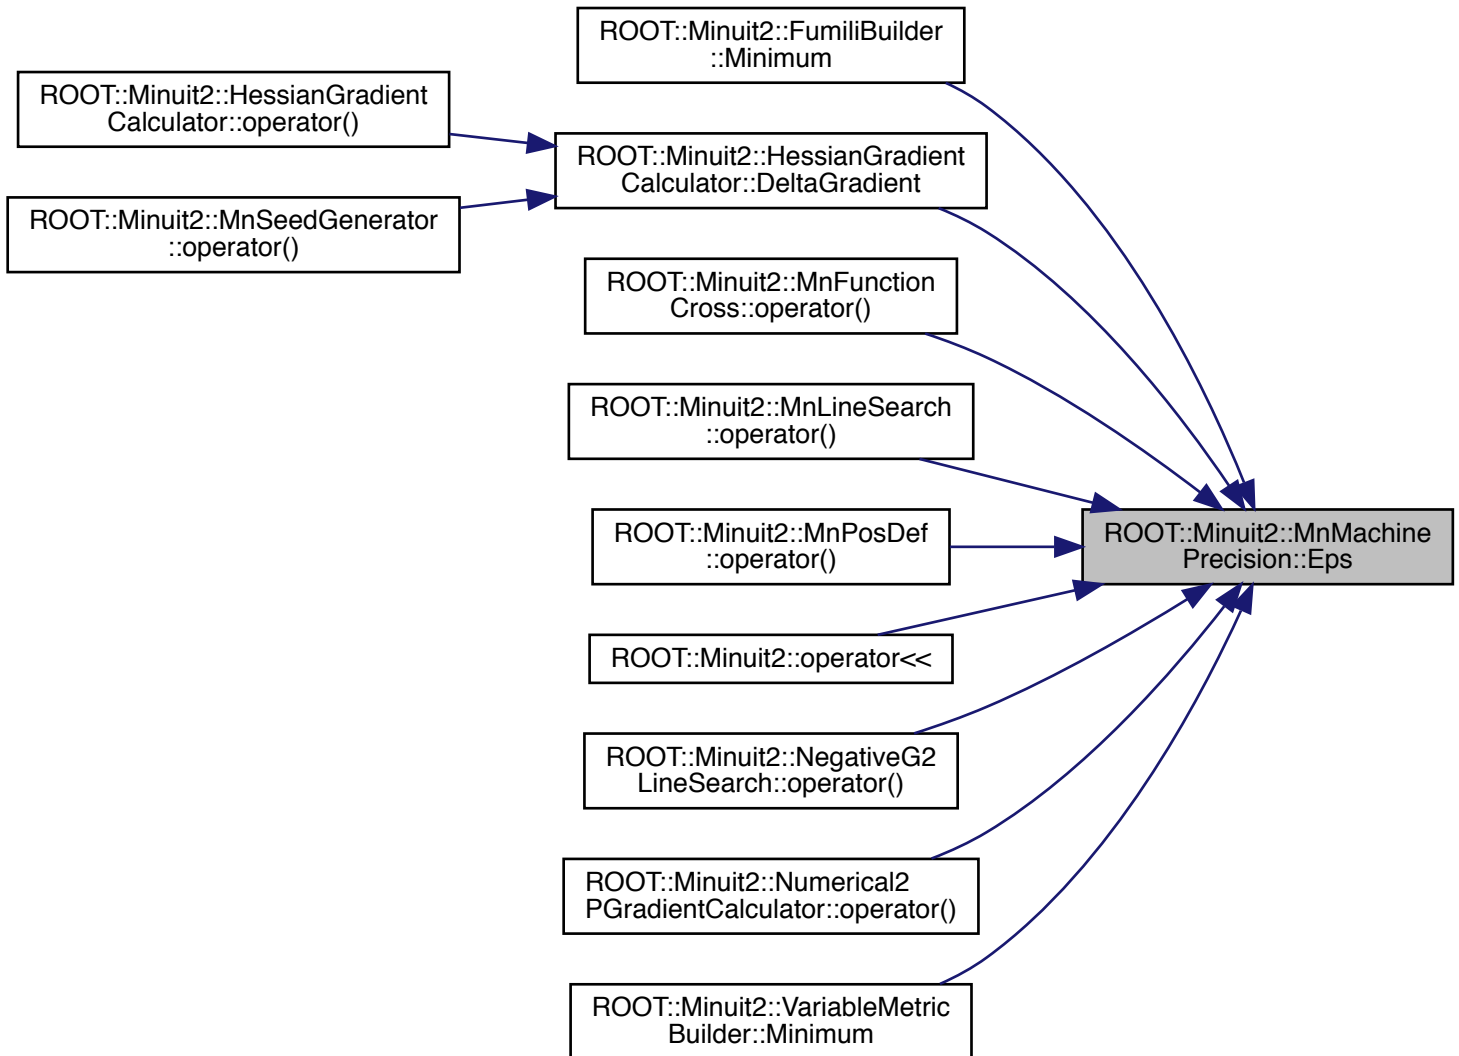 ROOT::Minuit2::FumiliBuilder
::Minimum
ROOT::Minuit2::HessianGradient
Calculator::operator()
ROOT::Minuit2::HessianGradient
Calculator::DeltaGradient
ROOT::Minuit2::MnSeedGenerator
::operator()
ROOT::Minuit2::MnFunction
Cross::operator()
ROOT::Minuit2::MnLineSearch
::operator()
ROOT::Minuit2::MnPosDef
::operator()
ROOT::Minuit2::MnMachine
Precision::Eps
ROOT::Minuit2::operator<<
ROOT::Minuit2::NegativeG2
LineSearch::operator()
ROOT::Minuit2::Numerical2
PGradientCalculator::operator()
ROOT::Minuit2::VariableMetric
Builder::Minimum